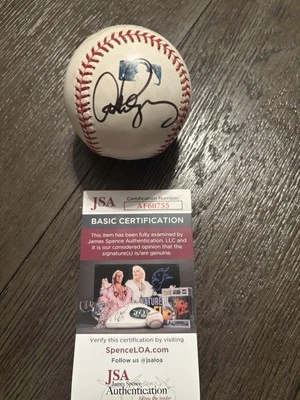 JSA
Certification Number
AF60755
BASIC CERTIFICATION
This item has been fully examined by
James Spence Authentication, LLC and it
is our considered opinion that the
signature(s) is/are genuine.
Verify this certification by visiting
SpenceLOA.com
Follow us @jsaloa
JSA
James Spence
Authentication